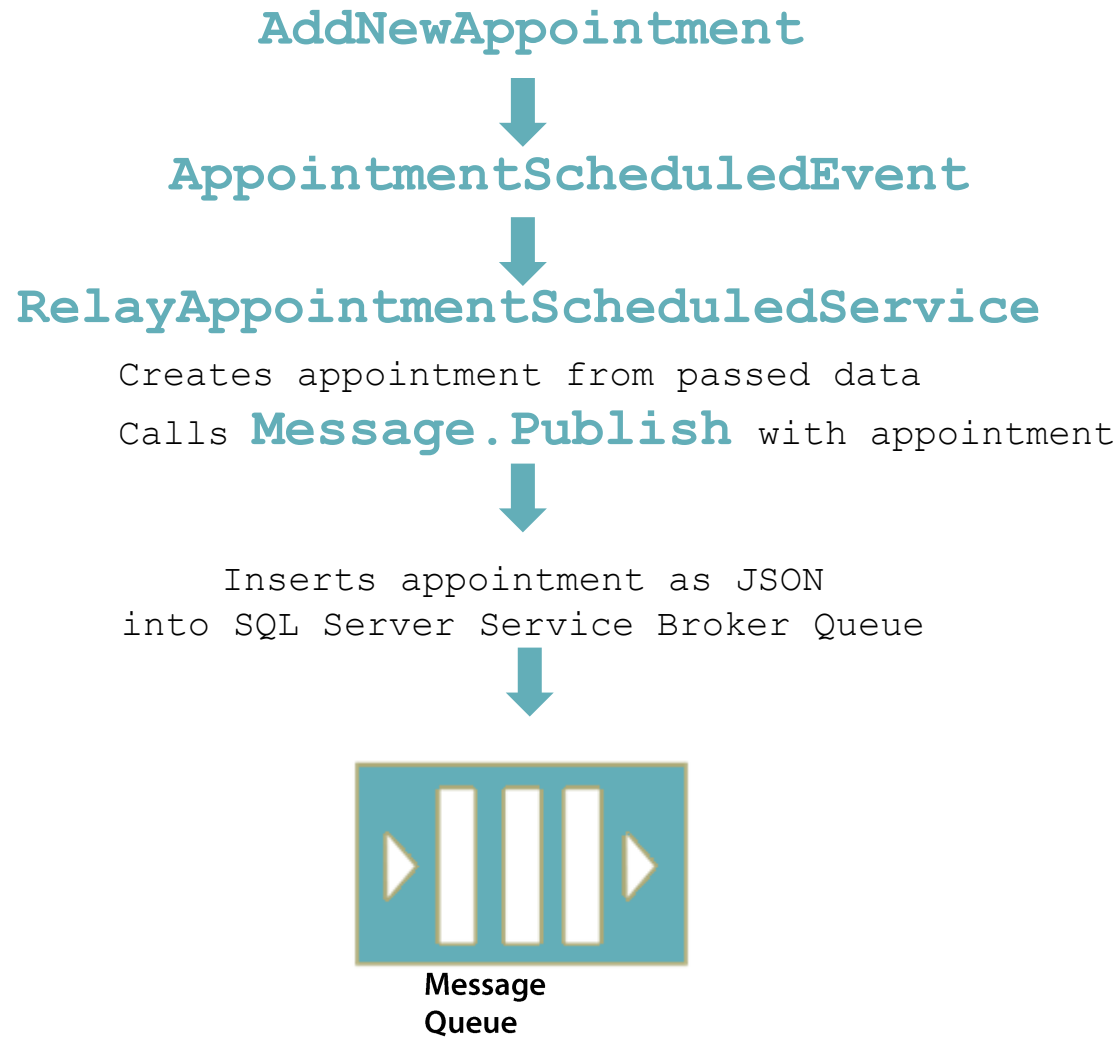 AddNewAppointment
AppointmentScheduledEvent
RelayAppointmentScheduledService
Creates appointment from passed data
Calls Message.Publish with appointment
Inserts appointment as JSON
into SQL Server Service Broker Queue
Message
Queue